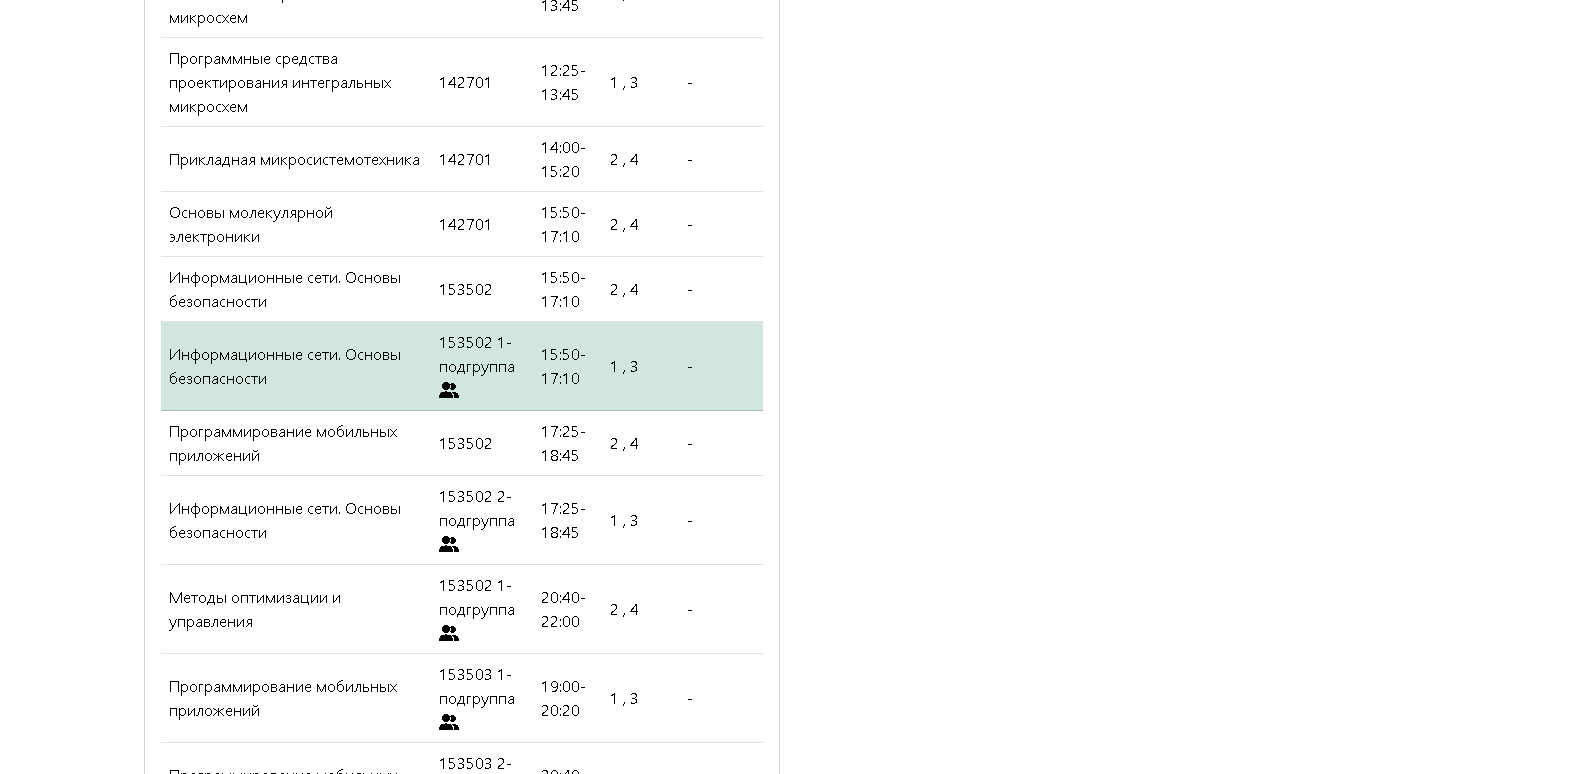 микросхем
13:45
Программные средства
проектирования интегральных
микросхем
142701
12:25-
13:45
1 , 3
-
Прикладная микросистемотехника
142701
14:00-
15:20
2 , 4
-
Основы молекулярной
электроники
142701
15:50-
17:10
2 , 4
-
Информационные сети. Основы
безопасности
153502
15:50-
17:10
2 , 4
-
Информационные сети. Основы
безопасности
153502 1-
подгруппа
15:50-
17:10
1 , 3
-
Программирование мобильных
приложений
153502
17:25-
18:45
2 , 4
-
Информационные сети. Основы
безопасности
153502 2-
подгруппа
17:25-
18:45
1 , 3
-
Методы оптимизации и
управления
153502 1-
подгруппа
20:40-
22:00
2 , 4
-
Программирование мобильных
приложений
153503 1-
подгруппа
19:00-
20:20
1 , 3
-
153503 2-